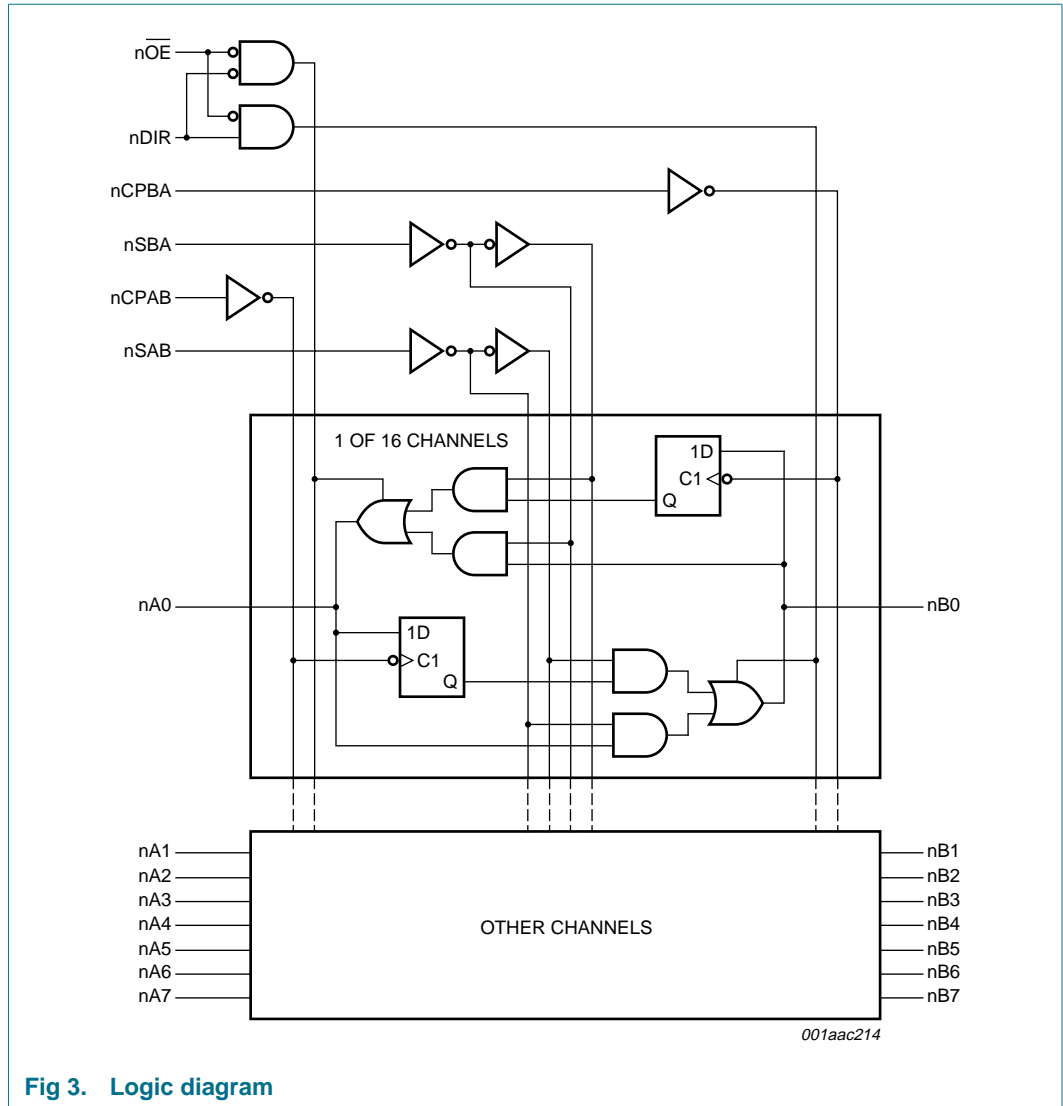 nO̅E̅
nDIR
nCPBA
nSBA
nCPAB
nSAB
1 OF 16 CHANNELS
1D
C1
Q
nA0
nB0
1D
C1
Q
nA1
nB1
nA2
nB2
nA3
nB3
nA4
OTHER CHANNELS
nB4
nA5
nB5
nA6
nB6
nA7
nB7
001aac214
Fig 3. Logic diagram